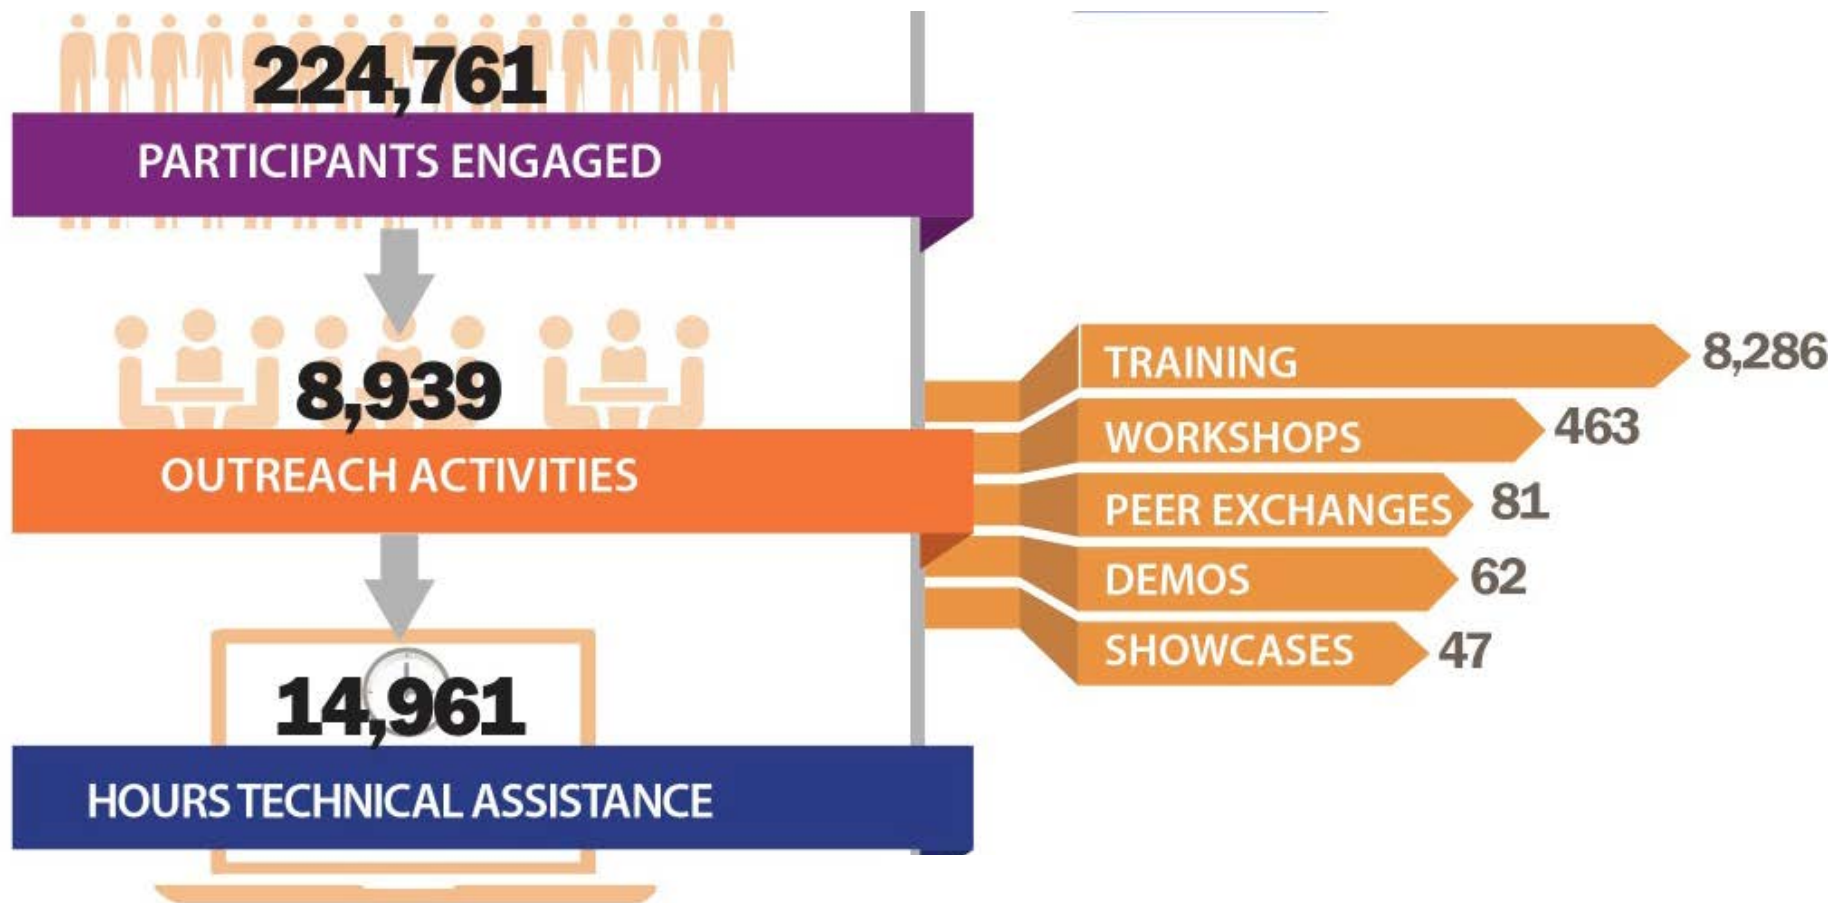 224,761
PARTICIPANTS ENGAGED
8,939
OUTREACH ACTIVITIES
14,961
HOURS TECHNICAL ASSISTANCE
TRAINING 8,286
WORKSHOPS 463
PEER EXCHANGES 81
DEMOS 62
SHOWCASES 47